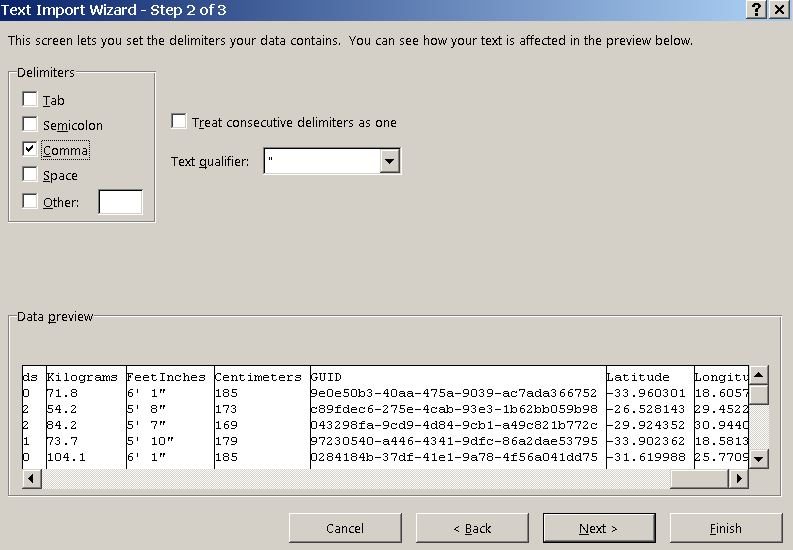 Text Import Wizard - Step 2 of 3
This screen lets you set the delimiters your data contains. You can see how your text is affected in the preview below.
Delimiters
Tab
Semicolon
Treat consecutive delimiters as one
Comma
Text qualifier: "
Space
Other:
Data preview
ds Kilograms FeetInches Centimeters GUID Latitude Longitu
0 71.8 6' 1" 185 9e0e50b3-40aa-475a-9039-ac7ada366752 -33.960301 18.6057
2 54.2 5' 8" 173 c89fdec6-275e-4cab-93e3-1b62bb059b98 -26.528143 29.4522
2 84.2 5' 7" 169 043298fa-9cd9-4d84-9cb1-a49c821b772c -29.924352 30.9440
1 73.7 5' 10" 179 97230540-a446-4341-9dfc-86a2dae53795 -33.902362 18.5813
0 104.1 6' 1" 185 0284184b-37df-41e1-9a78-4f56a041dd75 -31.619988 25.7709
Cancel < Back Next > Finish